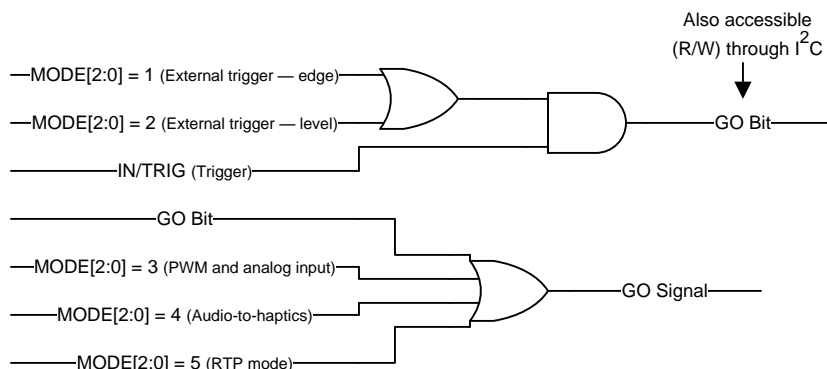 Also accessible
(R/W) through I²C
MODE[2:0] = 1 (External trigger — edge)
MODE[2:0] = 2 (External trigger — level)
GO Bit
IN/TRIG (Trigger)
GO Bit
MODE[2:0] = 3 (PWM and analog input)
GO Signal
MODE[2:0] = 4 (Audio-to-haptics)
MODE[2:0] = 5 (RTP mode)